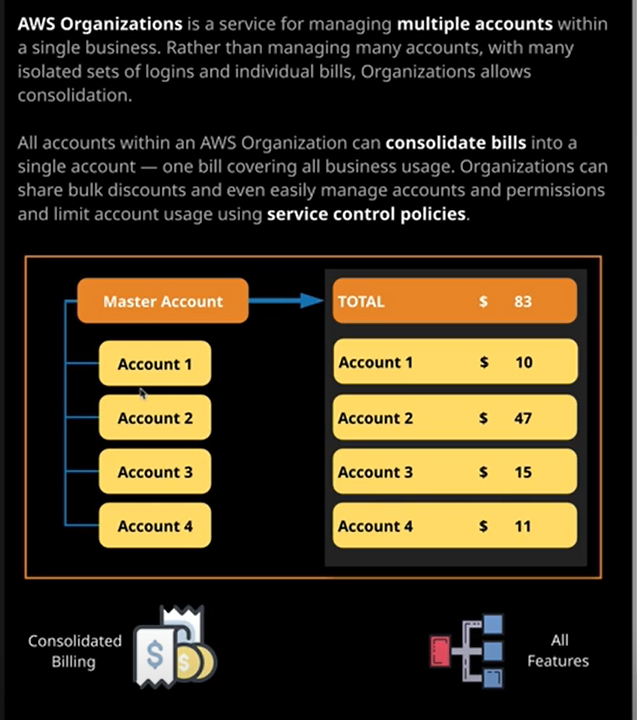 AWS Organizations is a service for managing multiple accounts within
a single business. Rather than managing many accounts, with many
isolated sets of logins and individual bills, Organizations allows
consolidation.
All accounts within an AWS Organization can consolidate bills into a
single account — one bill covering all business usage. Organizations can
share bulk discounts and even easily manage accounts and permissions
and limit account usage using service control policies.
Master Account
TOTAL $ 83
Account 1
Account 1 $ 10
Account 2
Account 2 $ 47
Account 3
Account 3 $ 15
Account 4
Account 4 $ 11
Consolidated
Billing
$
$
All
Features